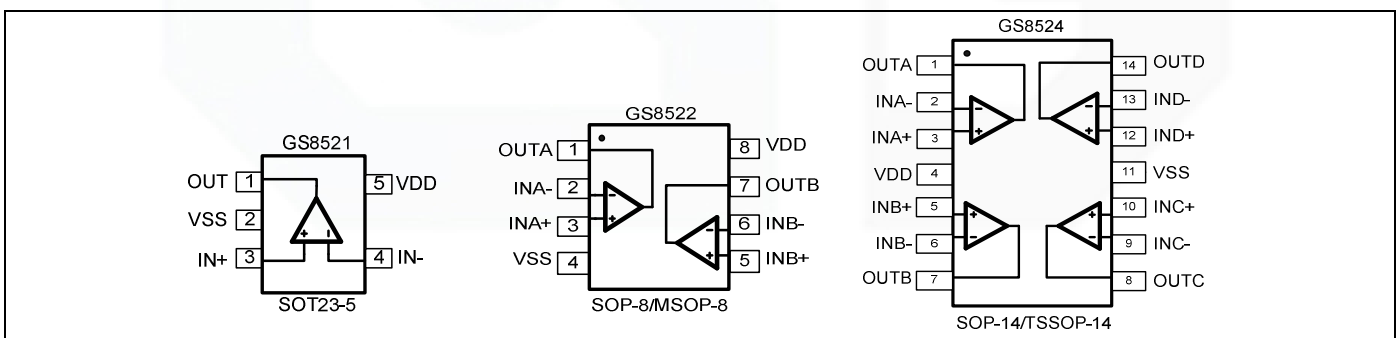 GS8521
OUT 1 5 VDD
VSS 2
IN+ 3 4 IN-
+ -
SOT23-5
GS8522
OUTA 1 8 VDD
INA- 2 - 7 OUTB
INA+ 3 + - 6 INB-
VSS 4 + 5 INB+
SOP-8/MSOP-8
GS8524
OUTA 1 14 OUTD
INA- 2 - - 13 IND-
INA+ 3 + + 12 IND+
VDD 4 11 VSS
INB+ 5 + + 10 INC+
INB- 6 - - 9 INC-
OUTB 7 8 OUTC
SOP-14/TSSOP-14